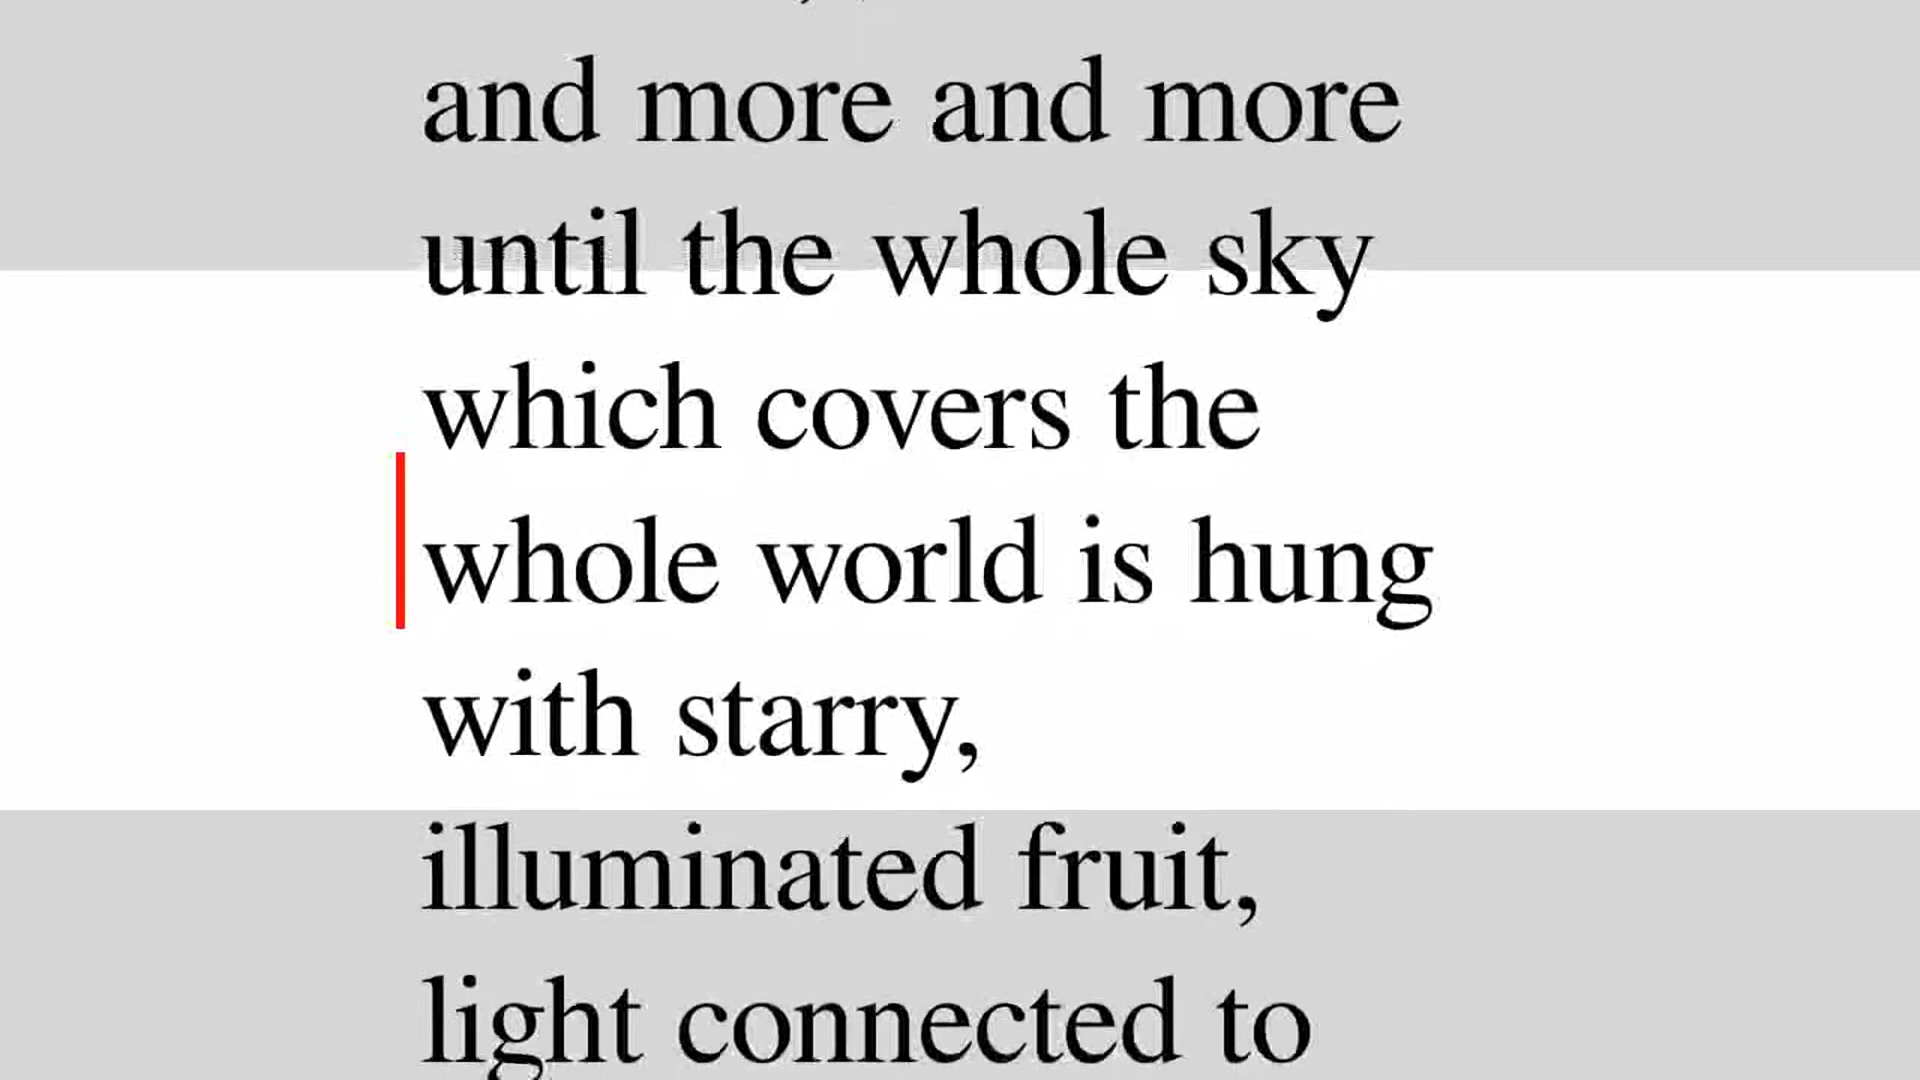 and more and more
until the whole sky
which covers the
whole world is hung
with starry,
illuminated fruit,
light connected to